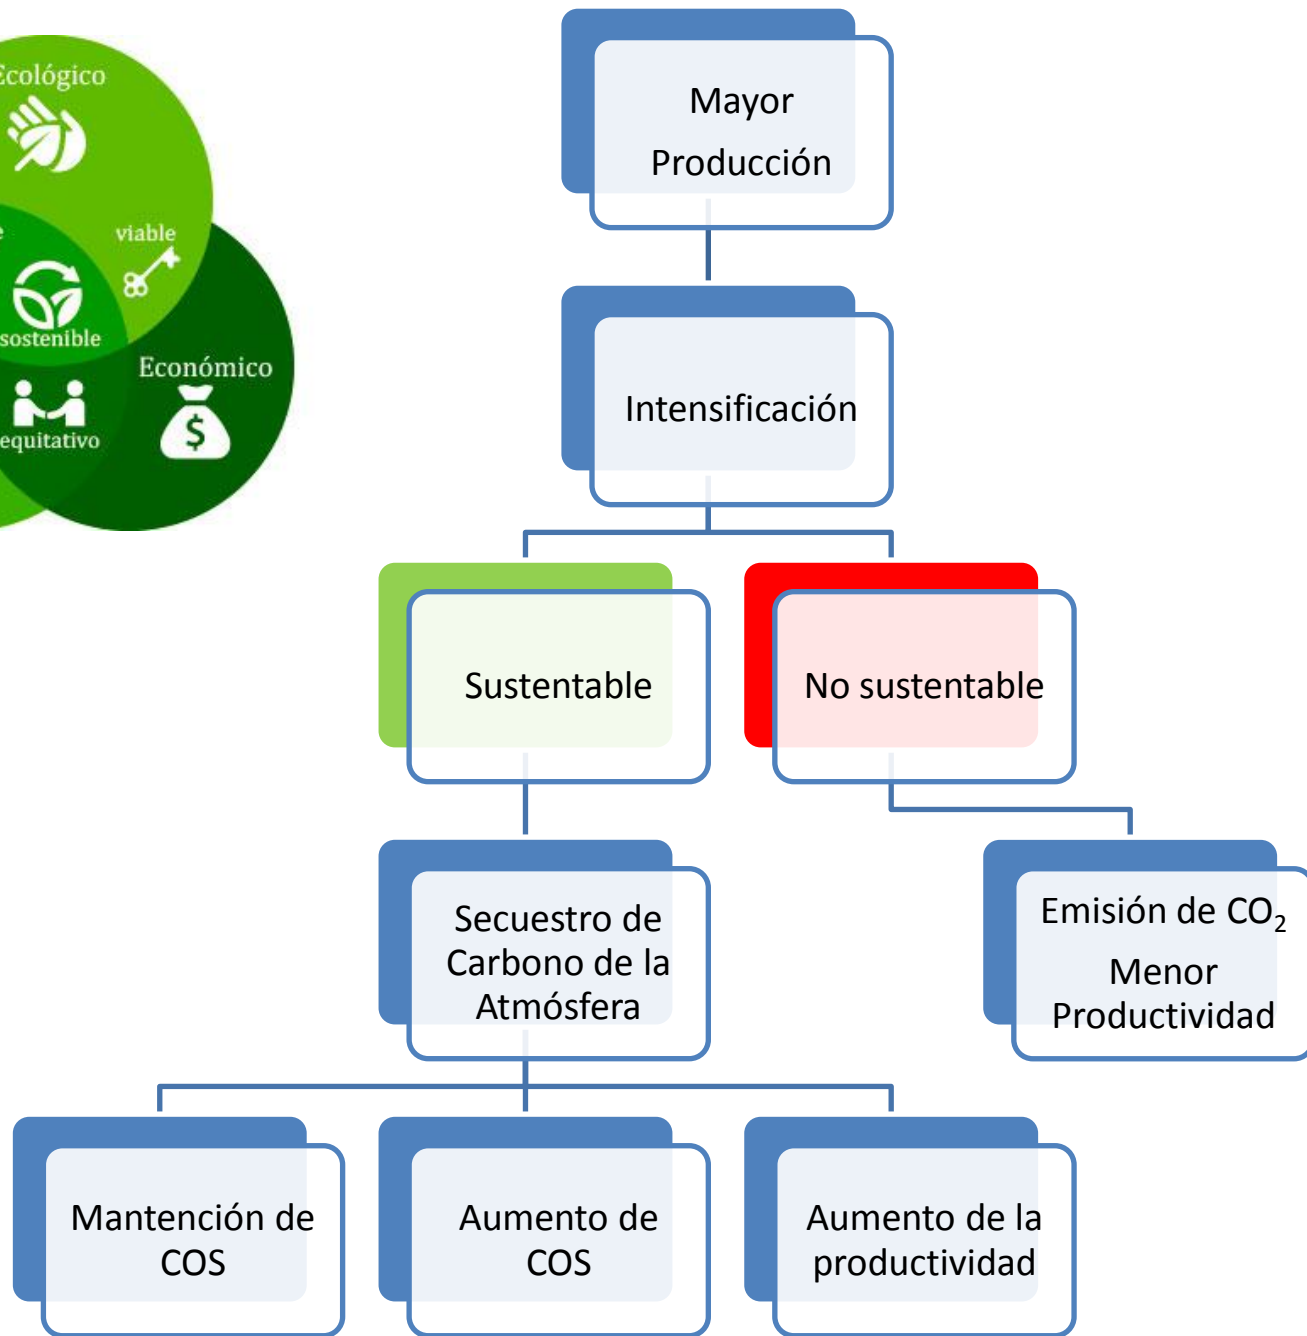 Ecológico
viable
sostenible
Económico
$
equitativo
Mayor
Producción
Intensificación
Sustentable
No sustentable
Secuestro de
Carbono de la
Atmósfera
Emisión de CO₂
Menor
Productividad
Mantención de
COS
Aumento de
COS
Aumento de la
productividad